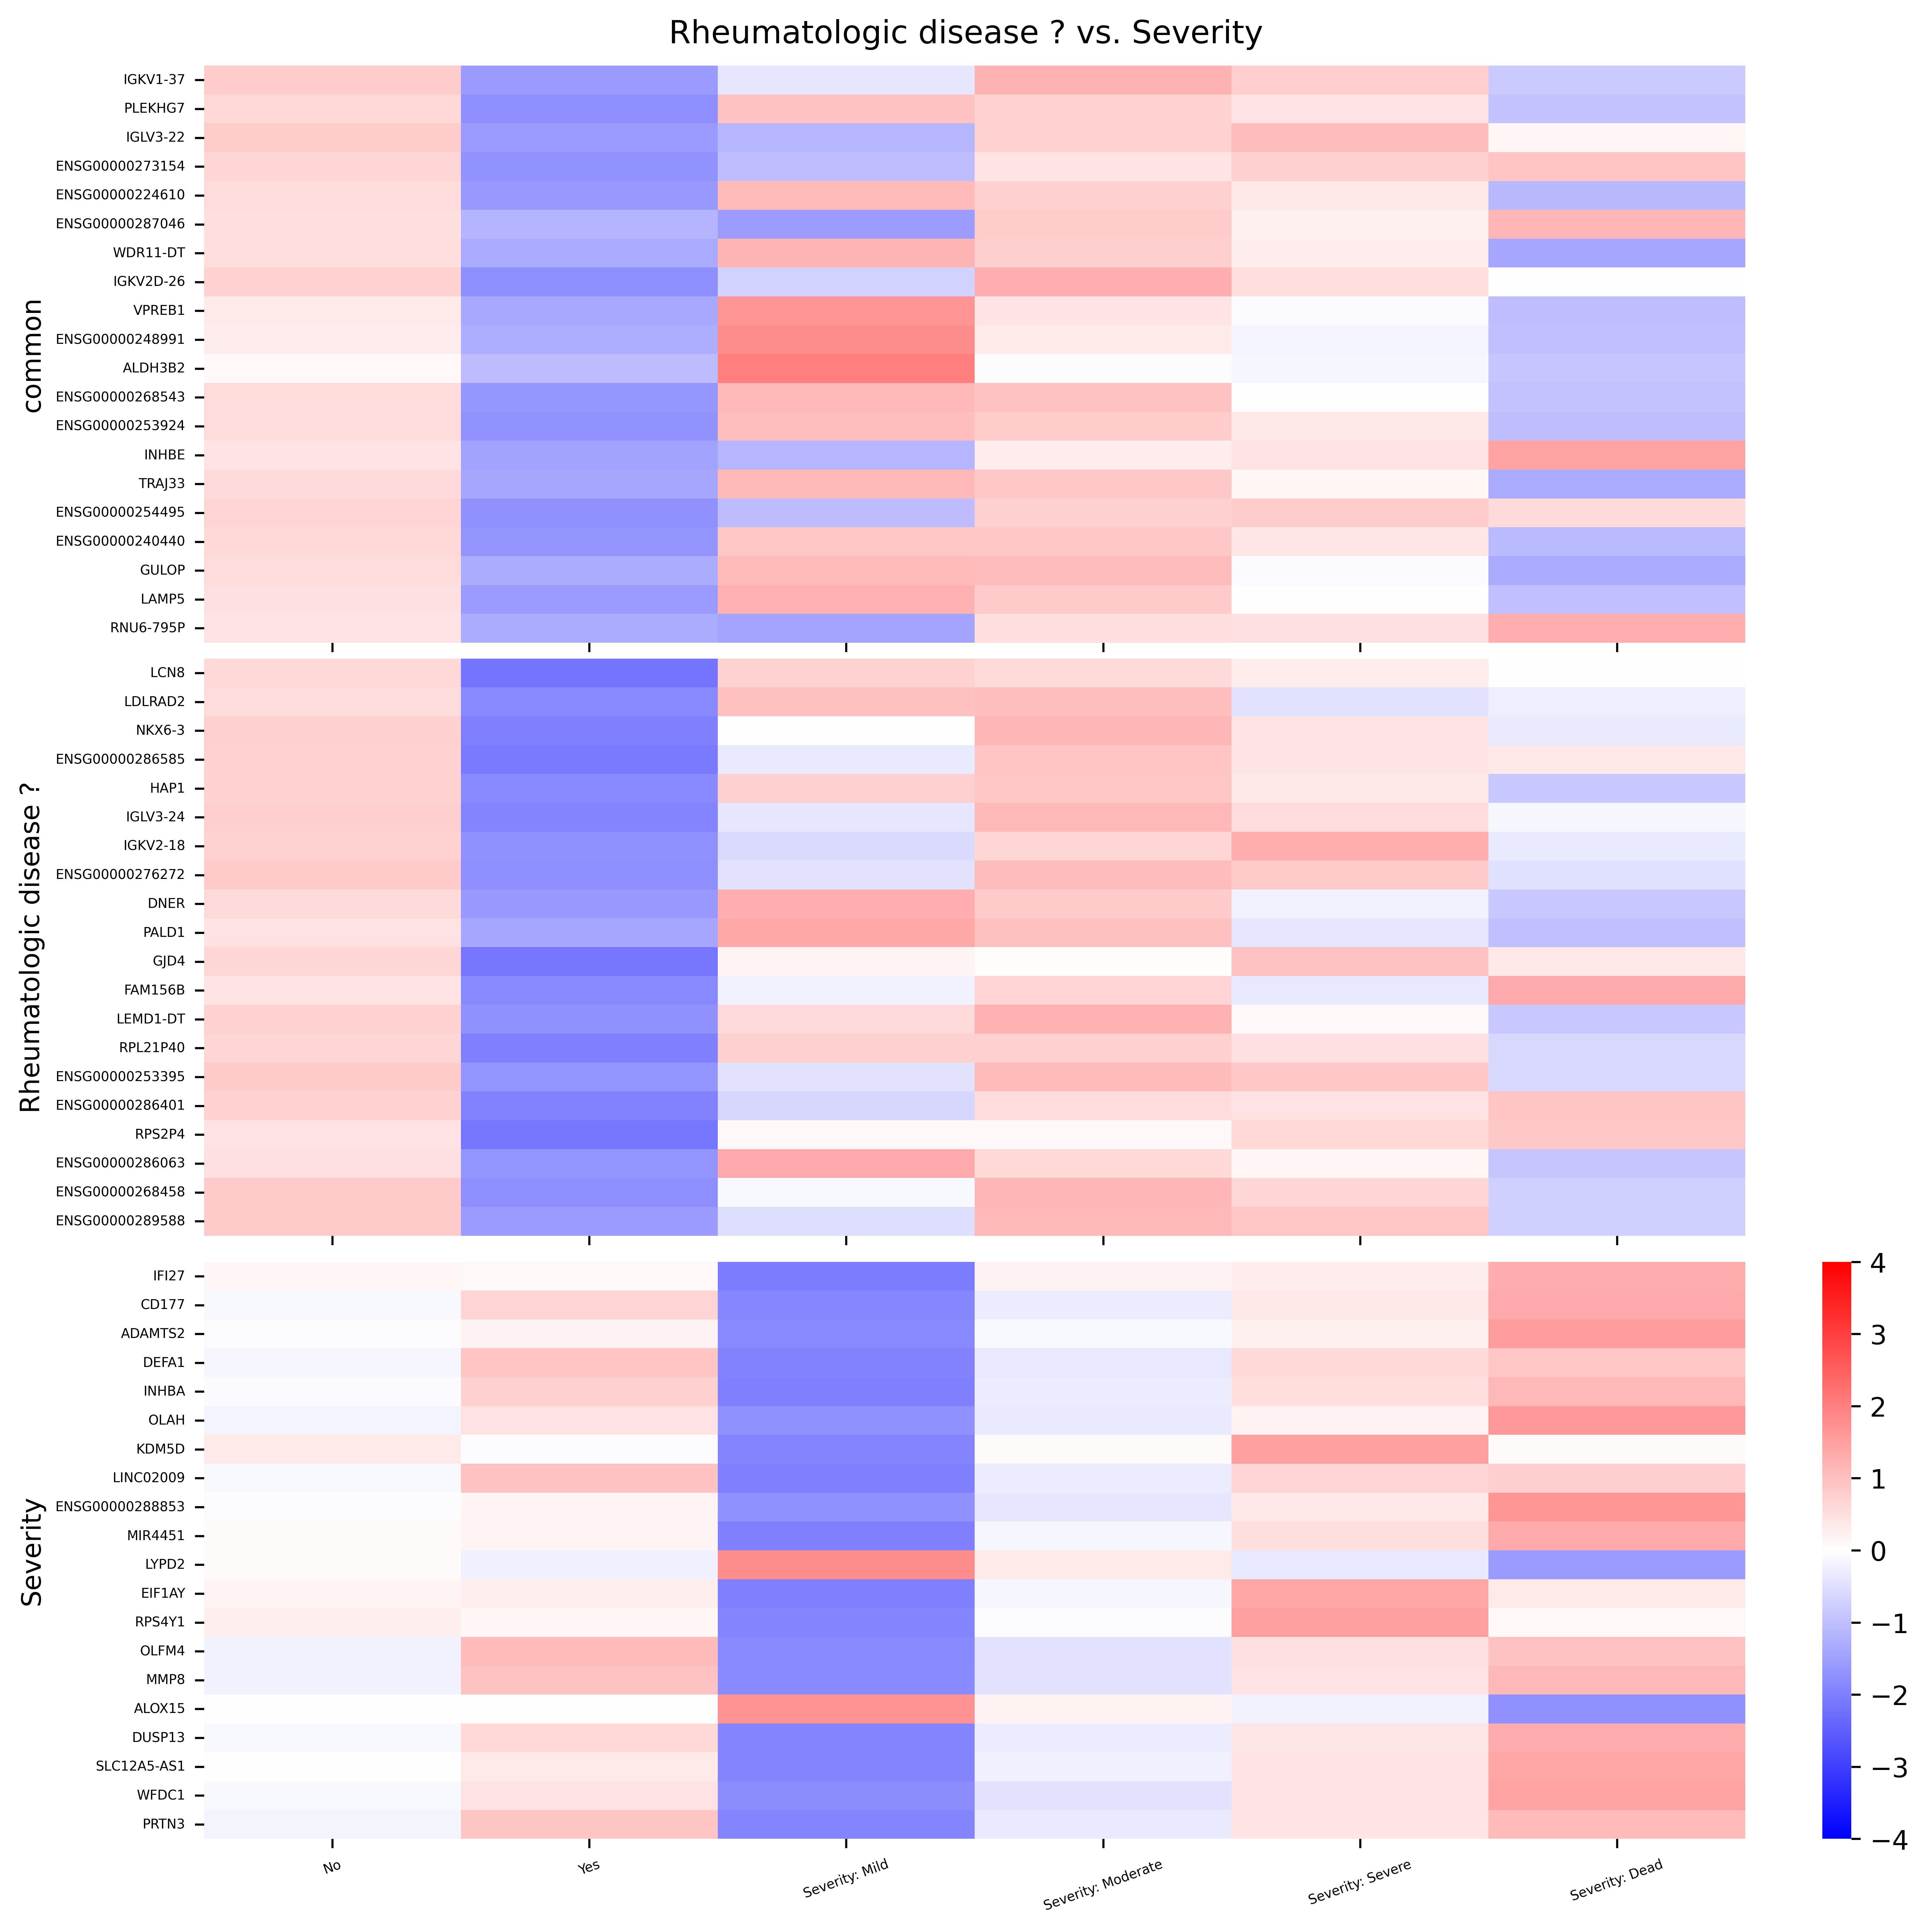 Rheumatologic disease ? vs. Severity
common
IGKV1-37
PLEKHG7
IGLV3-22
ENSG00000273154
ENSG00000224610
ENSG00000287046
WDR11-DT
IGKV2D-26
VPREB1
ENSG00000248991
ALDH3B2
ENSG00000268543
ENSG00000253924
INHBE
TRAJ33
ENSG00000254495
ENSG00000240440
GULOP
LAMP5
RNU6-795P
Rheumatologic disease ?
LCN8
LDLRAD2
NKX6-3
ENSG00000286585
HAP1
IGLV3-24
IGKV2-18
ENSG00000276272
DNER
PALD1
GJD4
FAM156B
LEMD1-DT
RPL21P40
ENSG00000253395
ENSG00000286401
RPS2P4
ENSG00000286063
ENSG00000268458
ENSG00000289588
Severity
IFI27
CD177
ADAMTS2
DEFA1
INHBA
OLAH
KDM5D
LINC02009
ENSG00000288853
MIR4451
LYPD2
EIF1AY
RPS4Y1
OLFM4
MMP8
ALOX15
DUSP13
SLC12A5-AS1
WFDC1
PRTN3
No
Yes
Severity: Mild
Severity: Moderate
Severity: Severe
Severity: Dead
4
3
2
1
0
−1
−2
−3
−4